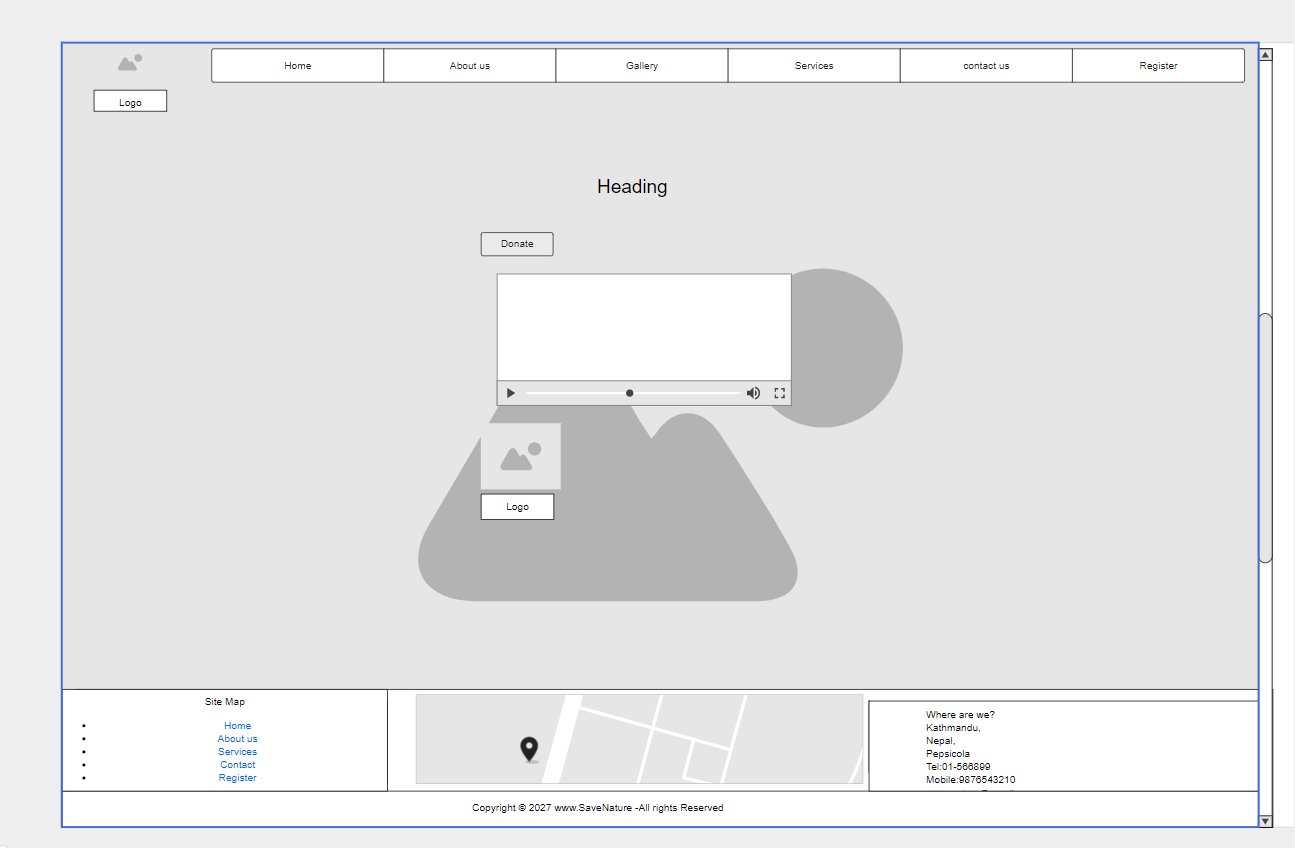 Home About us Gallery Services contact us Register
Logo
Heading
Donate
Logo
Site Map
Home
About us
Services
Contact
Register
Where are we?
Kathmandu,
Nepal,
Pepsicola
Tel:01-566899
Mobile:9876543210
Copyright © 2027 www.SaveNature -All rights Reserved